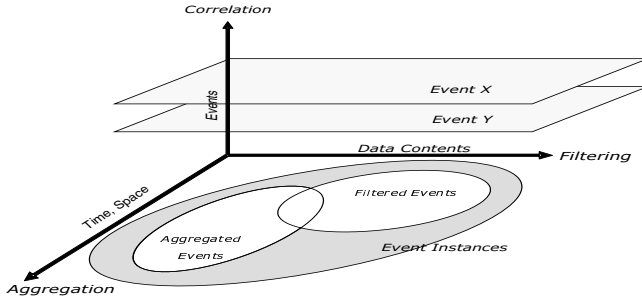 Correlation
Events
Event X
Event Y
Data Contents
Filtering
Time, Space
Filtered Events
Aggregated
Events
Event Instances
Aggregation